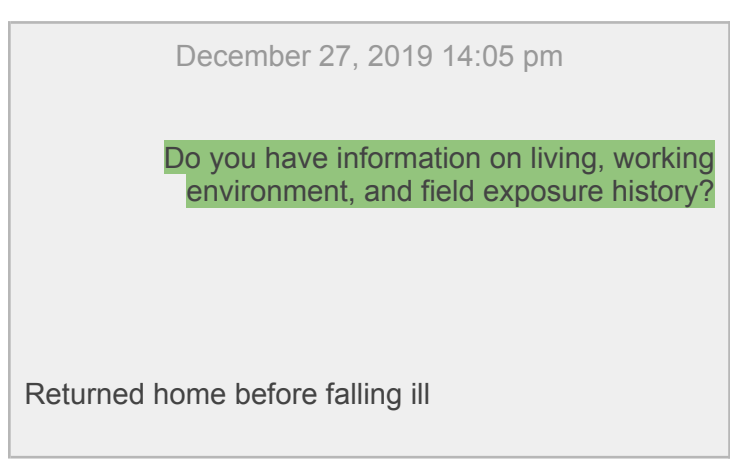 December 27, 2019 14:05 pm
Do you have information on living, working
environment, and field exposure history?
Returned home before falling ill